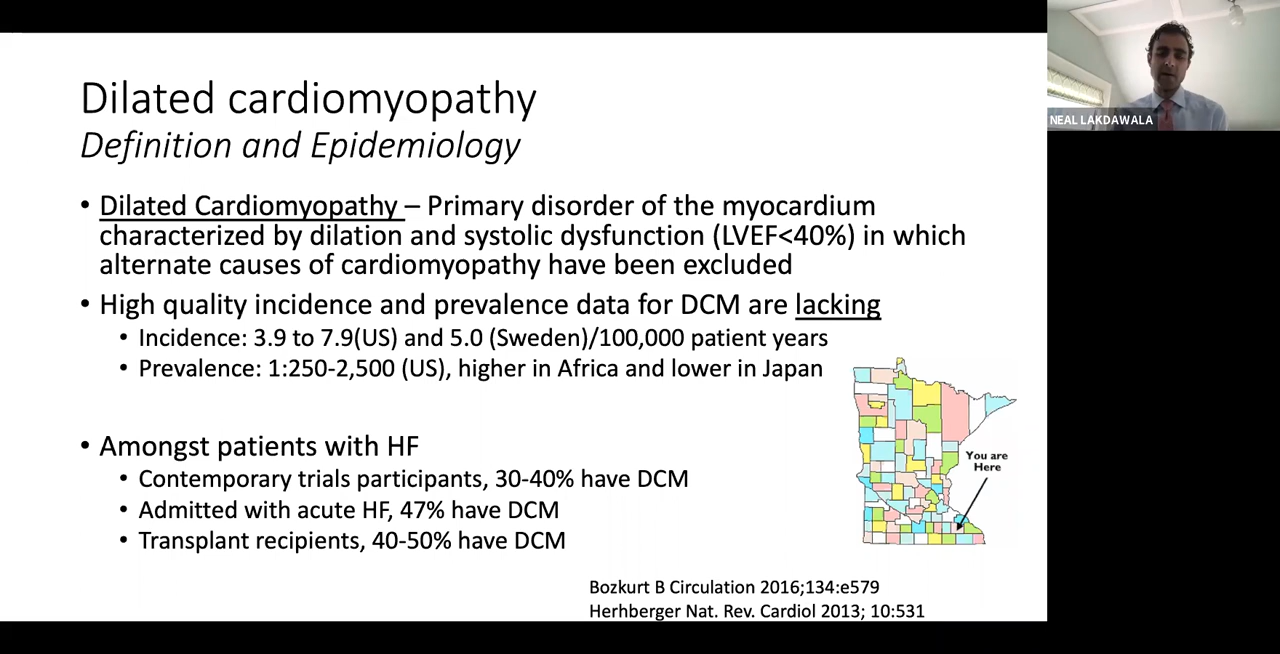 Dilated cardiomyopathy
Definition and Epidemiology
• Dilated Cardiomyopathy – Primary disorder of the myocardium
characterized by dilation and systolic dysfunction (LVEF<40%) in which
alternate causes of cardiomyopathy have been excluded
• High quality incidence and prevalence data for DCM are lacking
• Incidence: 3.9 to 7.9(US) and 5.0 (Sweden)/100,000 patient years
• Prevalence: 1:250-2,500 (US), higher in Africa and lower in Japan
• Amongst patients with HF
• Contemporary trials participants, 30-40% have DCM
• Admitted with acute HF, 47% have DCM
• Transplant recipients, 40-50% have DCM
You are
Here
Bozkurt B Circulation 2016;134:e579
Herhberger Nat. Rev. Cardiol 2013; 10:531
NEAL LAKDAWALA